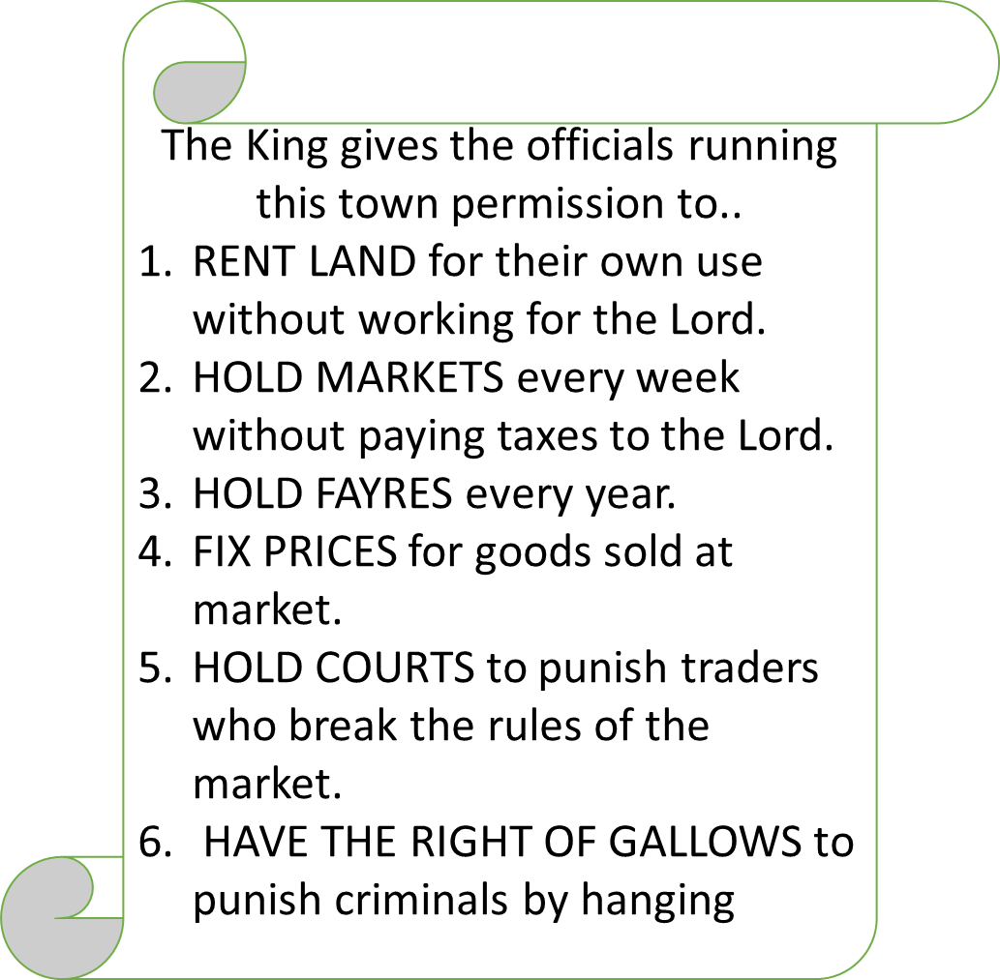 The King gives the officials running
this town permission to..
1. RENT LAND for their own use
without working for the Lord.
2. HOLD MARKETS every week
without paying taxes to the Lord.
3. HOLD FAYRES every year.
4. FIX PRICES for goods sold at
market.
5. HOLD COURTS to punish traders
who break the rules of the
market.
6. HAVE THE RIGHT OF GALLOWS to
punish criminals by hanging